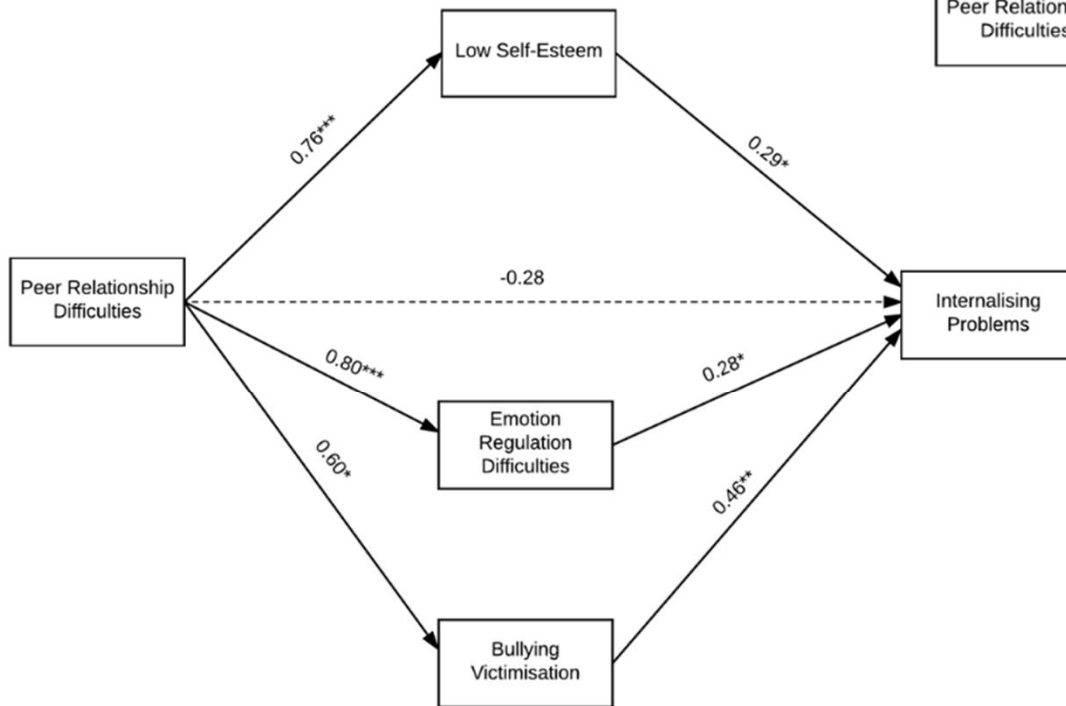 Peer Relation
Difficulties
Low Self-Esteem
0.76***
0.29*
-0.28
Peer Relationship
Difficulties
Internalising
Problems
0.80***
0.28*
Emotion
Regulation
Difficulties
0.60*
0.46**
Bullying
Victimisation